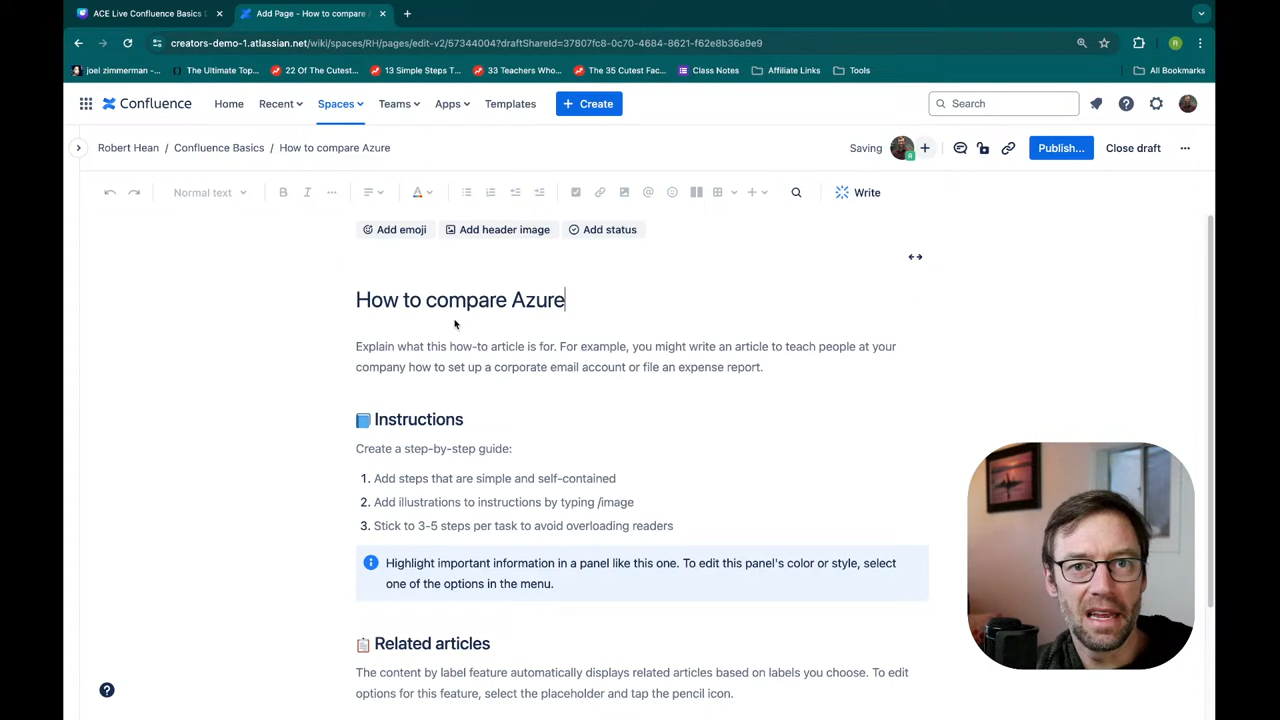 ACE Live Confluence Basics
Add Page - How to compare
creators-demo-1.atlassian.net/wiki/spaces/RH/pages/edit-v2/57344004?draftShareId=37807fc8-0c70-4684-8621-f62e8b36a9e9
joel zimmerman -...
The Ultimate Top...
22 Of The Cutest...
13 Simple Steps T...
33 Teachers Who...
The 35 Cutest Fac...
Class Notes
Affiliate Links
Tools
All Bookmarks
Confluence
Home
Recent
Spaces
Teams
Apps
Templates
Create
Search
Robert Hean / Confluence Basics / How to compare Azure
Saving
Publish...
Close draft
Normal text
Write
Add emoji
Add header image
Add status
How to compare Azure
Explain what this how-to article is for. For example, you might write an article to teach people at your
company how to set up a corporate email account or file an expense report.
Instructions
Create a step-by-step guide:
1. Add steps that are simple and self-contained
2. Add illustrations to instructions by typing /image
3. Stick to 3-5 steps per task to avoid overloading readers
Highlight important information in a panel like this one. To edit this panel's color or style, select
one of the options in the menu.
Related articles
The content by label feature automatically displays related articles based on labels you choose. To edit
options for this feature, select the placeholder and tap the pencil icon.